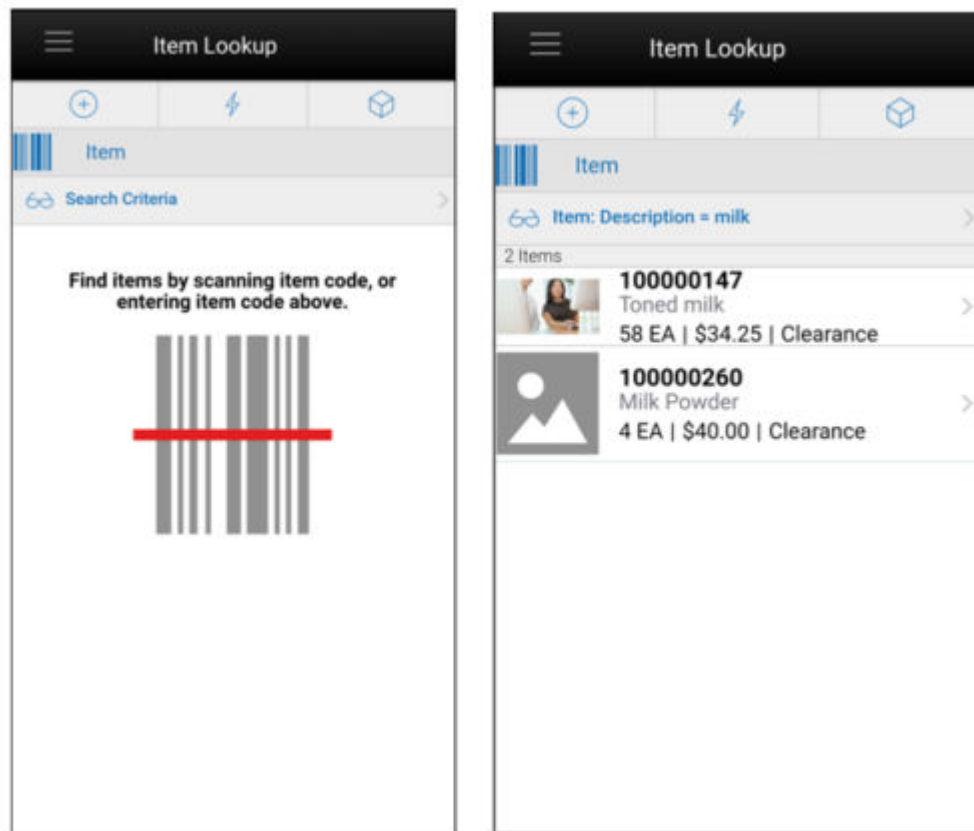 Item Lookup
Item
Search Criteria
Find items by scanning item code, or
entering item code above.
Item Lookup
Item
Item: Description = milk
2 Items
100000147
Toned milk
58 EA | $34.25 | Clearance
100000260
Milk Powder
4 EA | $40.00 | Clearance